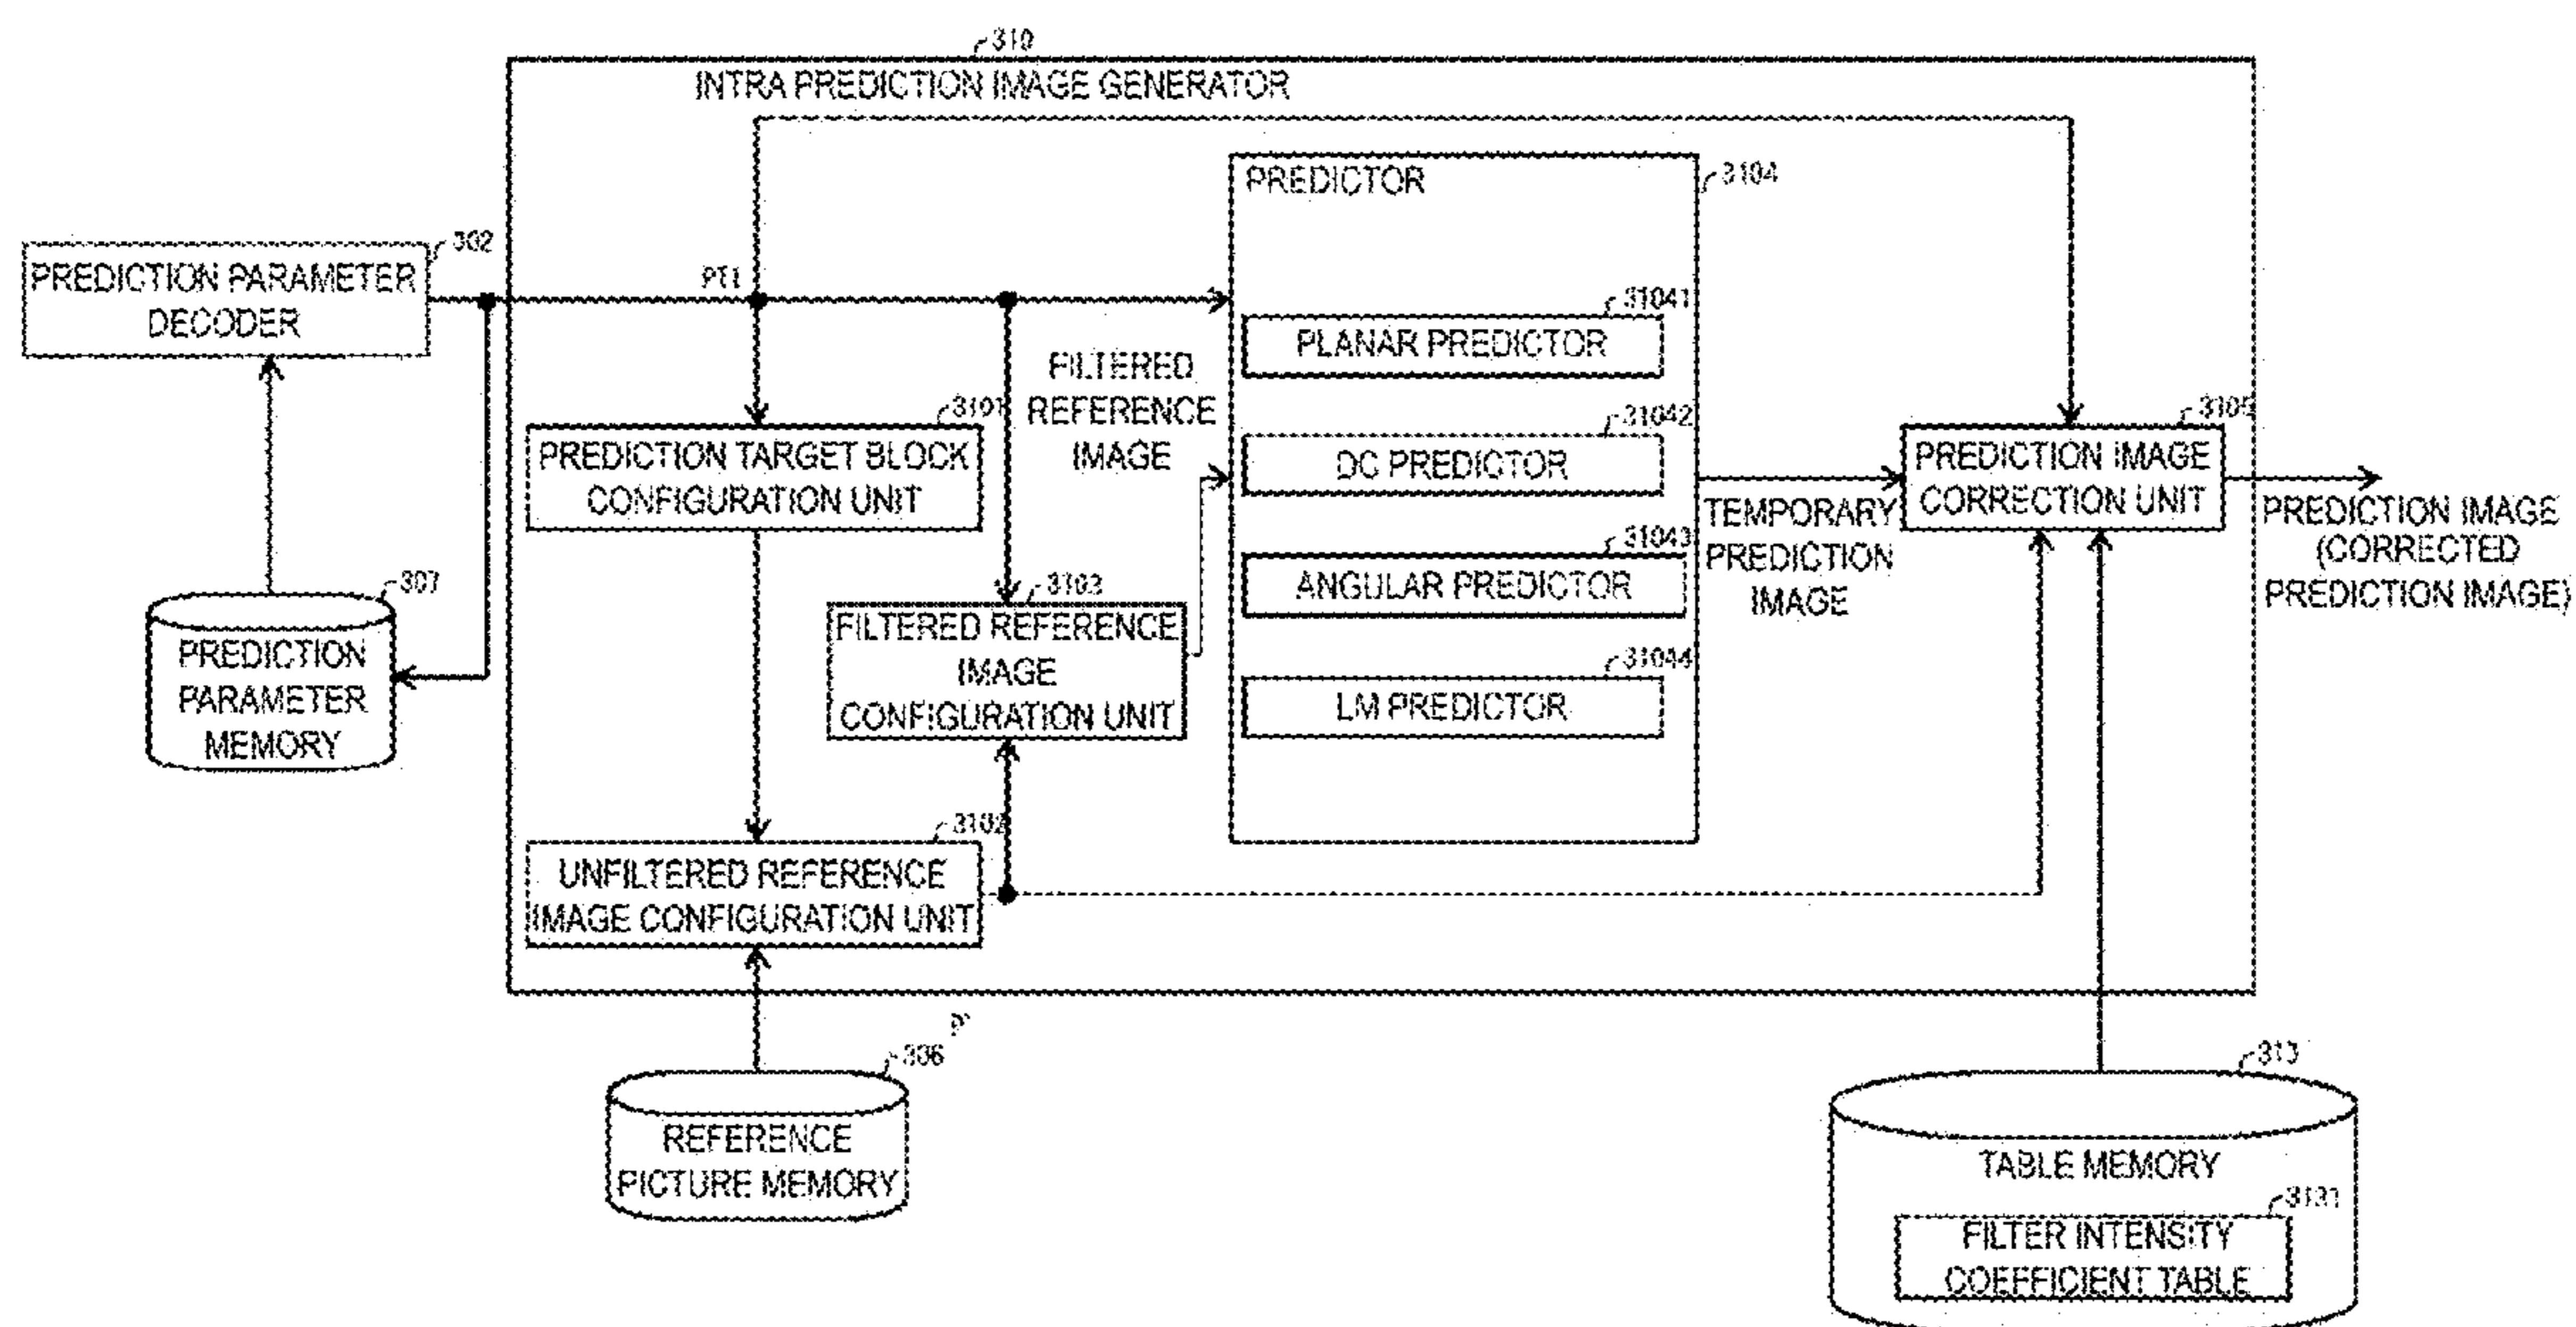 310
INTRA PREDICTION IMAGE GENERATOR
PREDICTOR
3104
302
PREDICTION PARAMETER
DECODER
PT1
31041
PLANAR PREDICTOR
FILTERED
REFERENCE
IMAGE
3101
PREDICTION TARGET BLOCK
CONFIGURATION UNIT
31042
DC PREDICTOR
3105
PREDICTION IMAGE
CORRECTION UNIT
TEMPORARY
PREDICTION
IMAGE
PREDICTION IMAGE
(CORRECTED
PREDICTION IMAGE)
31043
ANGULAR PREDICTOR
307
PREDICTION
PARAMETER
MEMORY
3103
FILTERED REFERENCE
IMAGE
CONFIGURATION UNIT
31044
LM PREDICTOR
3102
UNFILTERED REFERENCE
IMAGE CONFIGURATION UNIT
306
REFERENCE
PICTURE MEMORY
313
TABLE MEMORY
3131
FILTER INTENSITY
COEFFICIENT TABLE